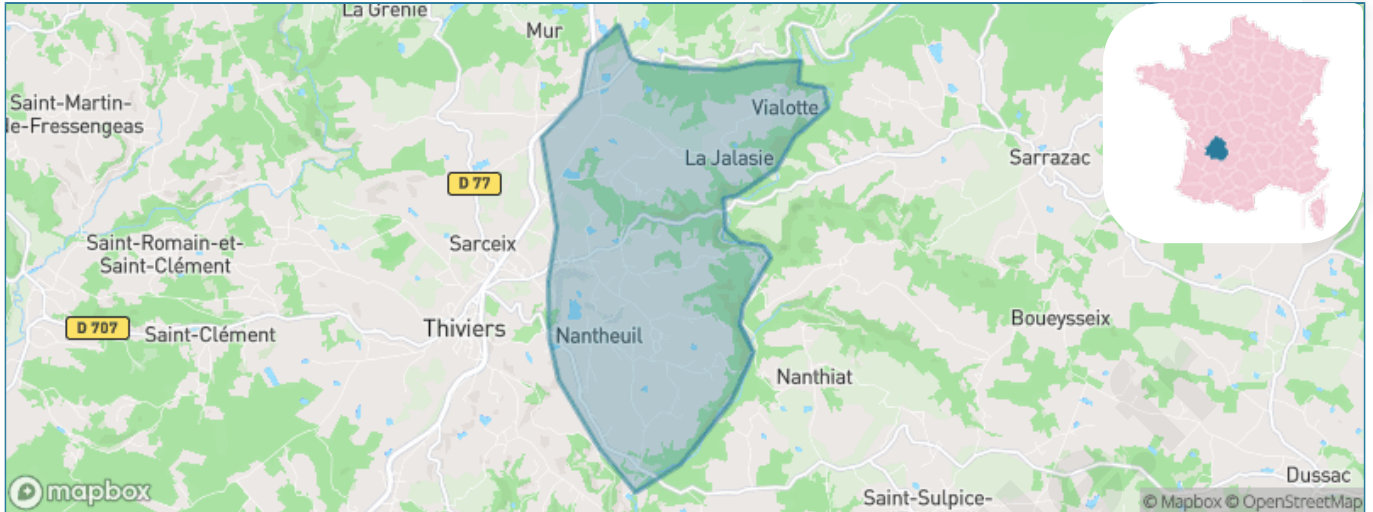 La Grenie
Mur
Saint-Martin-
de-Fressengeas
Vialotte
La Jalasie
Sarrazac
D 77
Saint-Romain-et-
Saint-Clément
Sarceix
D 707
Saint-Clément
Thiviers
Nantheuil
Boueysseix
Nanthiat
Dussac
Saint-Sulpice-
mapbox
© Mapbox © OpenStreetMap